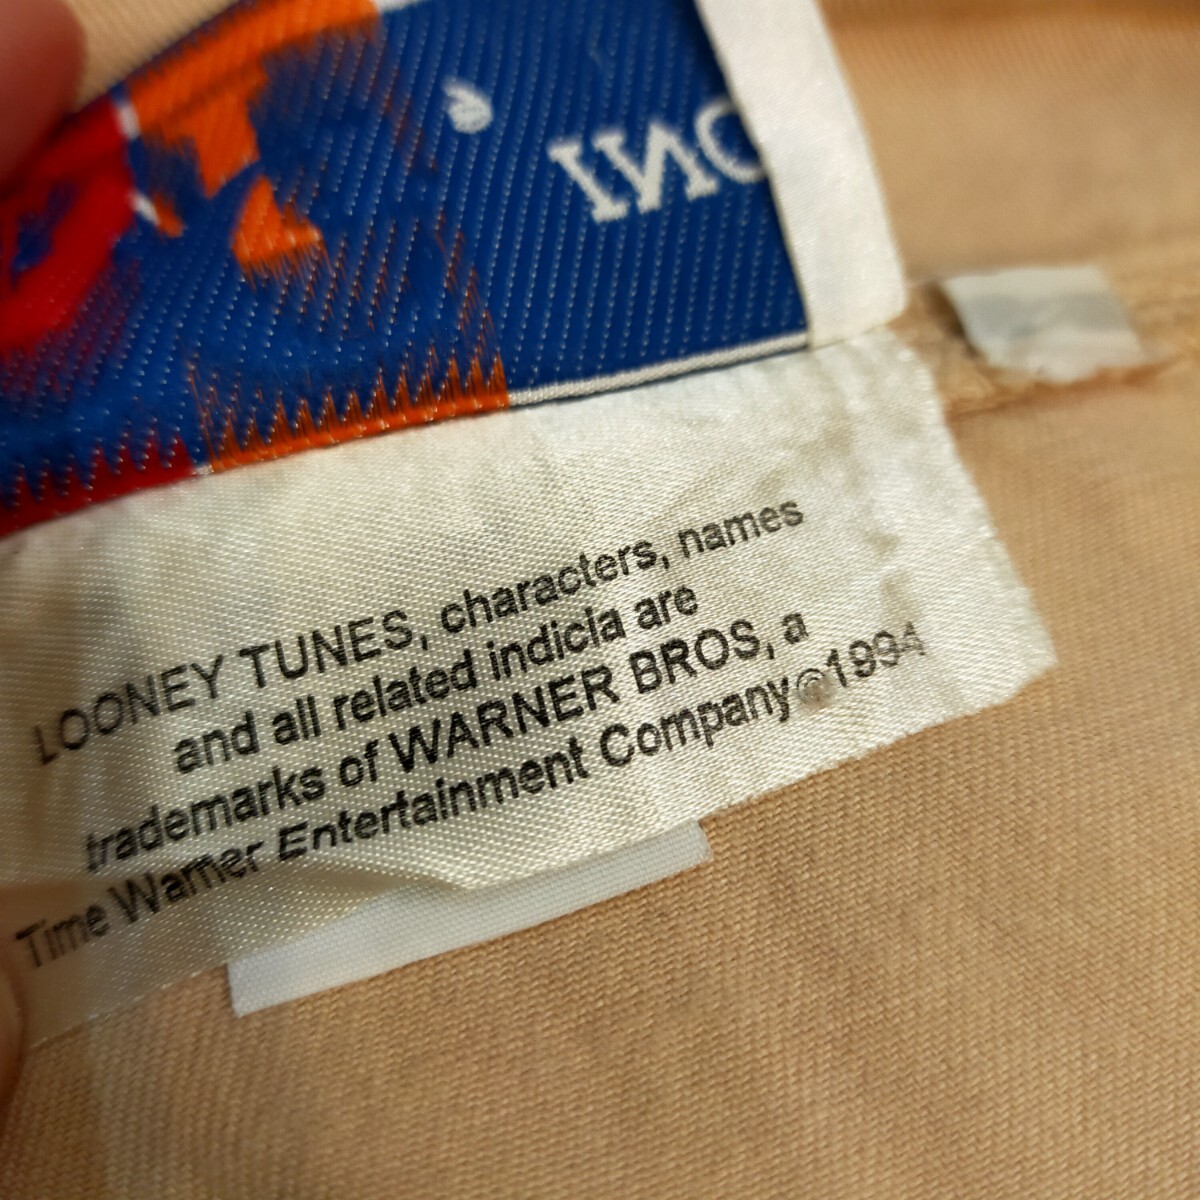 LOONEY TUNES, characters, names
and all related indicia are
trademarks of WARNER BROS, a
Time Warner Entertainment Company©1994